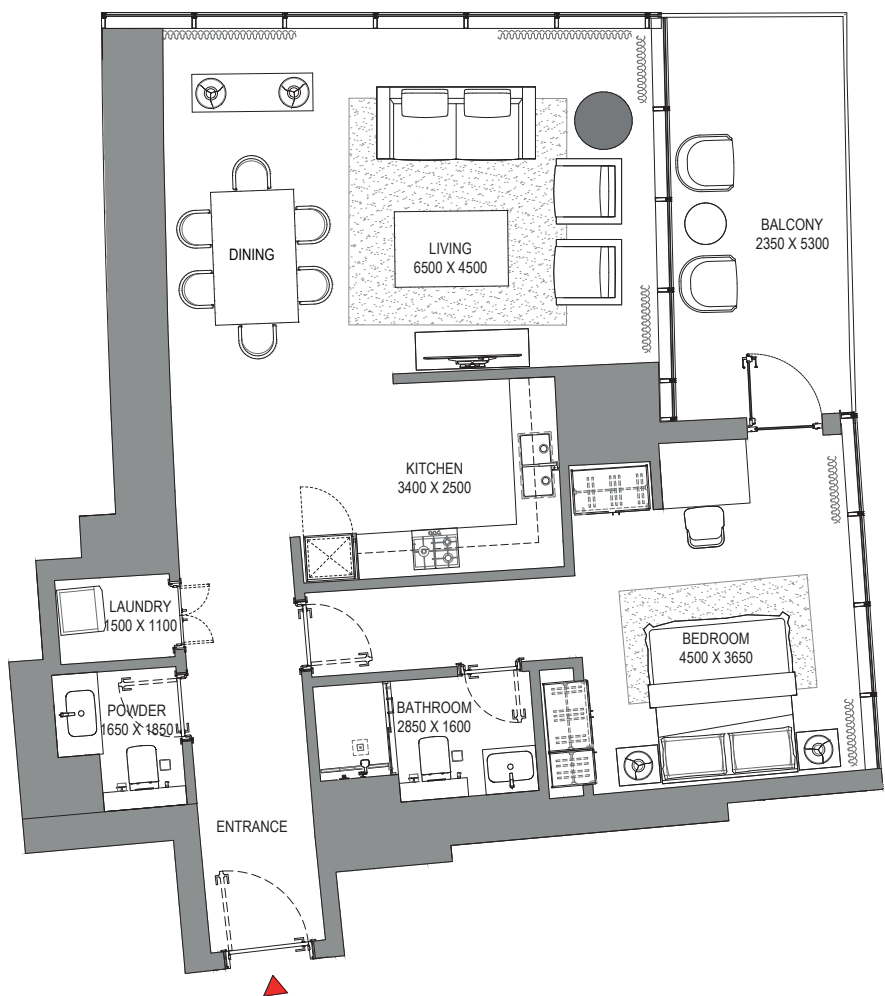 BALCONY
2350 X 5300
DINING
LIVING
6500 X 4500
KITCHEN
3400 X 2500
LAUNDRY
1500 X 1100
BEDROOM
4500 X 3650
POWDER
1650 X 1850
BATHROOM
2850 X 1600
ENTRANCE